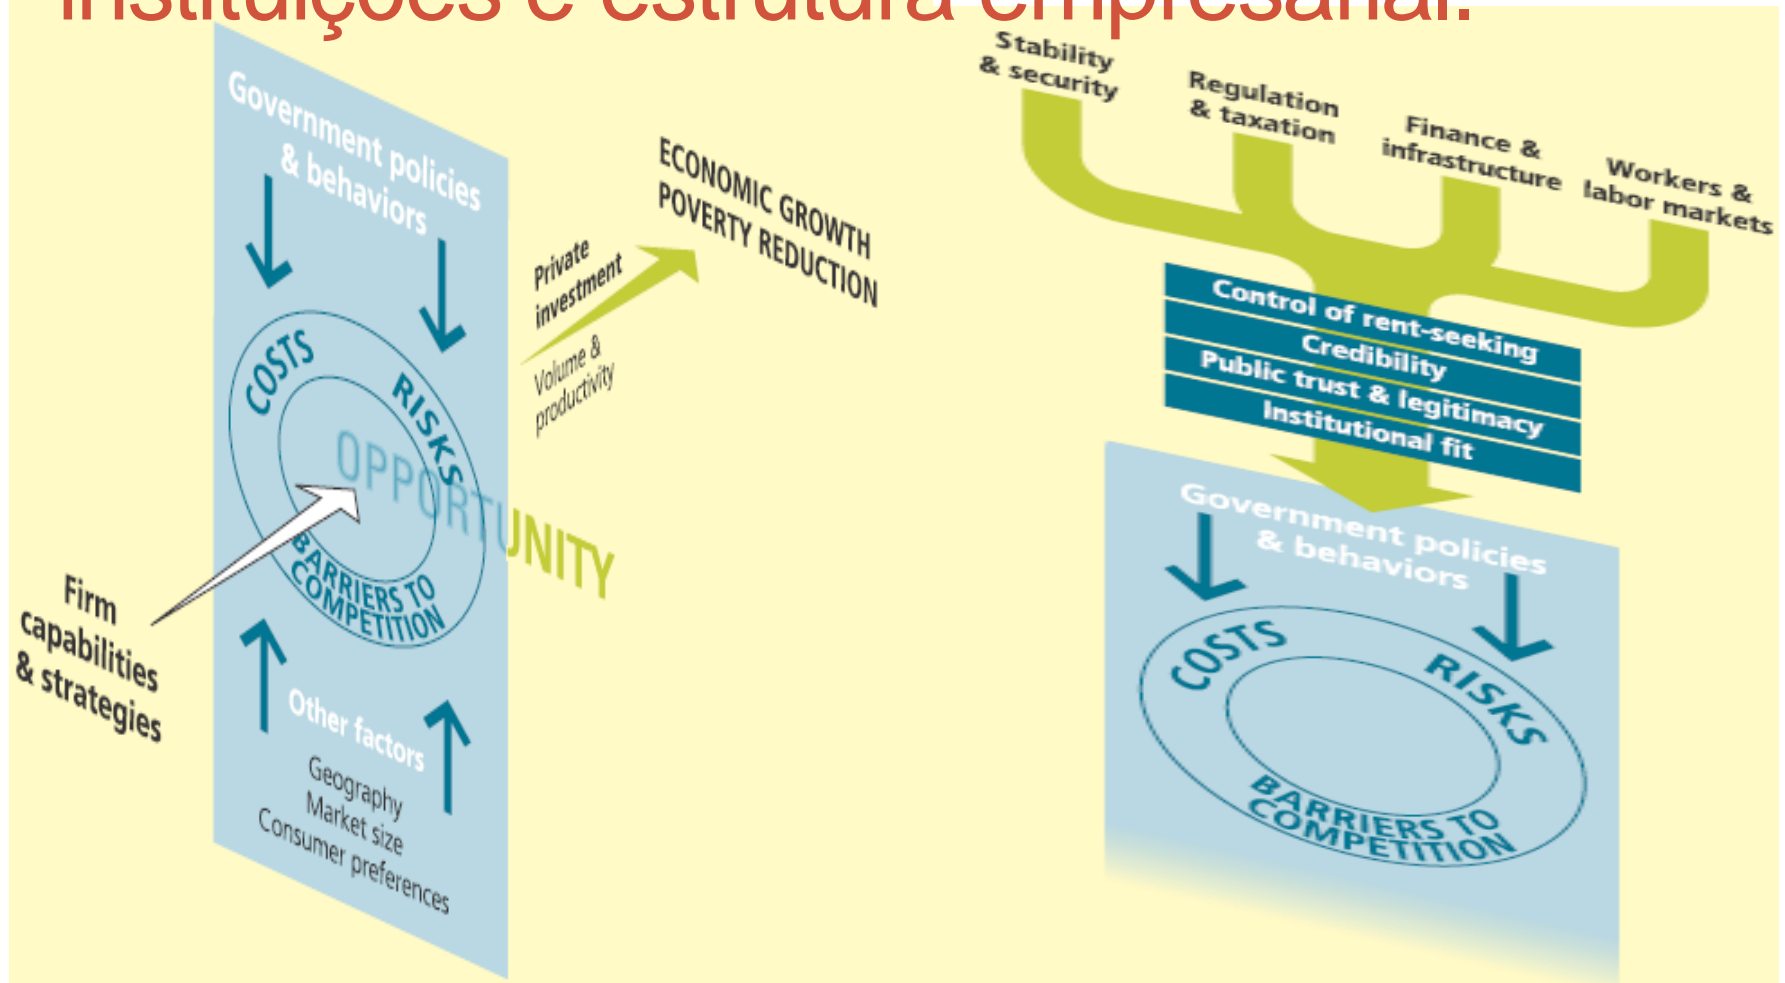 instituições e estrutura empresarial.
Government policies
& behaviors
COSTS
RISKS
OPPORTUNITY
BARRIERS TO
COMPETITION
Firm
capabilities
& strategies
Other factors
Geography
Market size
Consumer preferences
Private
investment
Volume &
productivity
ECONOMIC GROWTH
POVERTY REDUCTION
Stability
& security
Regulation
& taxation
Finance &
infrastructure
Workers &
labor markets
Control of rent-seeking
Credibility
Public trust & legitimacy
Institutional fit
Government policies
& behaviors
COSTS
RISKS
BARRIERS TO
COMPETITION